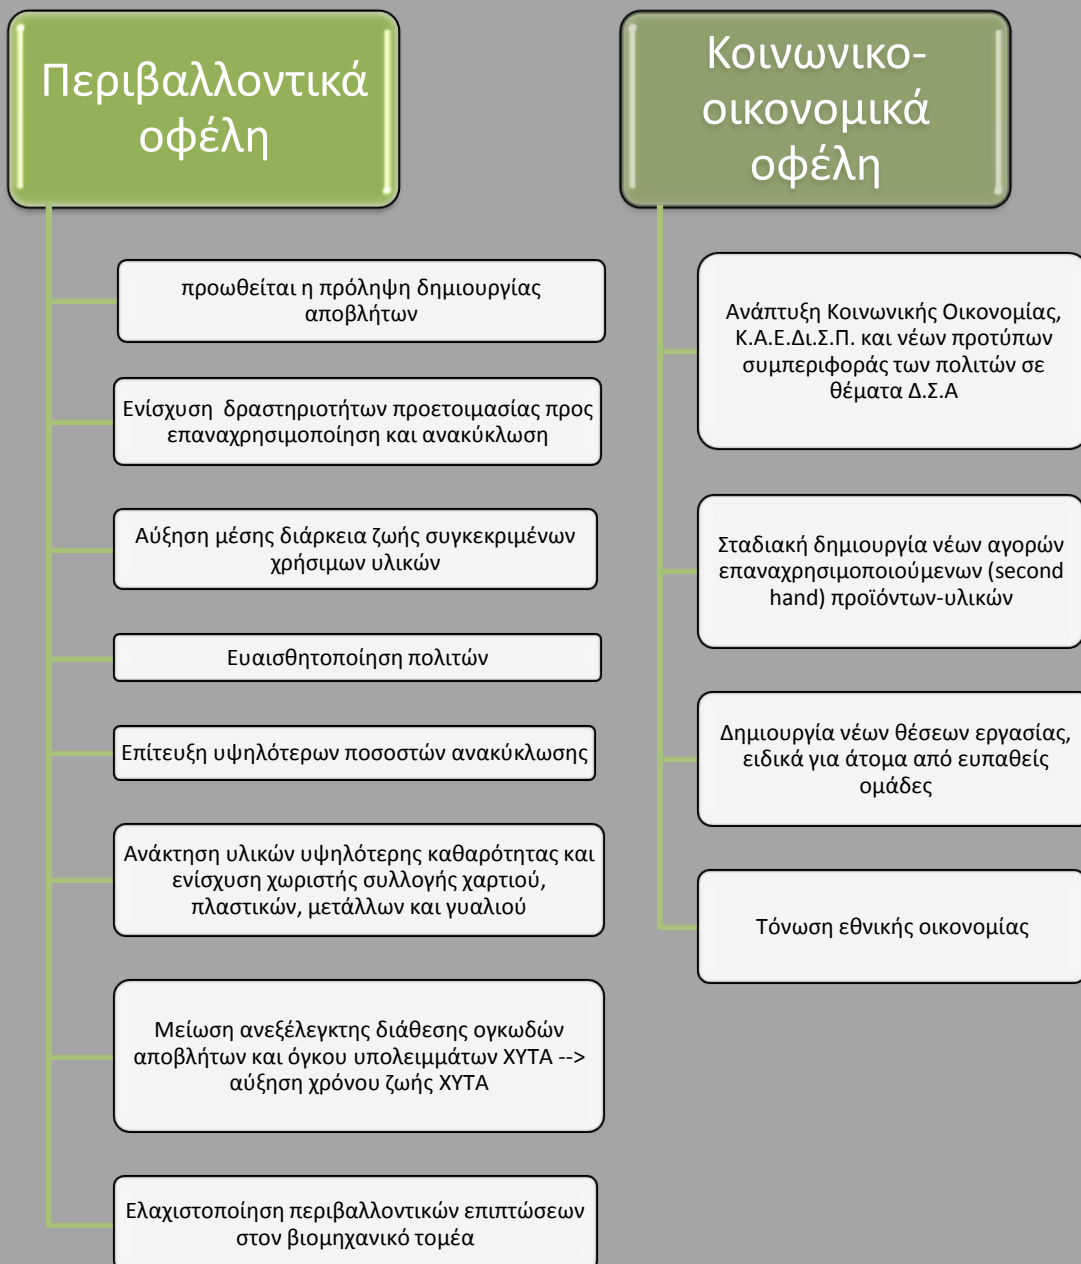 Περιβαλλοντικά
οφέλη
προωθείται η πρόληψη δημιουργίας
αποβλήτων
Ενίσχυση δραστηριοτήτων προετοιμασίας προς
επαναχρησιμοποίηση και ανακύκλωση
Αύξηση μέσης διάρκεια ζωής συγκεκριμένων
χρήσιμων υλικών
Ευαισθητοποίηση πολιτών
Επίτευξη υψηλότερων ποσοστών ανακύκλωσης
Ανάκτηση υλικών υψηλότερης καθαρότητας και
ενίσχυση χωριστής συλλογής χαρτιού,
πλαστικών, μετάλλων και γυαλιού
Μείωση ανεξέλεγκτης διάθεσης ογκωδών
αποβλήτων και όγκου υπολειμμάτων ΧΥΤΑ -->
αύξηση χρόνου ζωής ΧΥΤΑ
Ελαχιστοποίηση περιβαλλοντικών επιπτώσεων
στον βιομηχανικό τομέα
Κοινωνικο-
οικονομικά
οφέλη
Ανάπτυξη Κοινωνικής Οικονομίας,
Κ.Α.Ε.Δι.Σ.Π. και νέων προτύπων
συμπεριφοράς των πολιτών σε
θέματα Δ.Σ.Α
Σταδιακή δημιουργία νέων αγορών
επαναχρησιμοποιούμενων (second
hand) προϊόντων-υλικών
Δημιουργία νέων θέσεων εργασίας,
ειδικά για άτομα από ευπαθείς
ομάδες
Τόνωση εθνικής οικονομίας